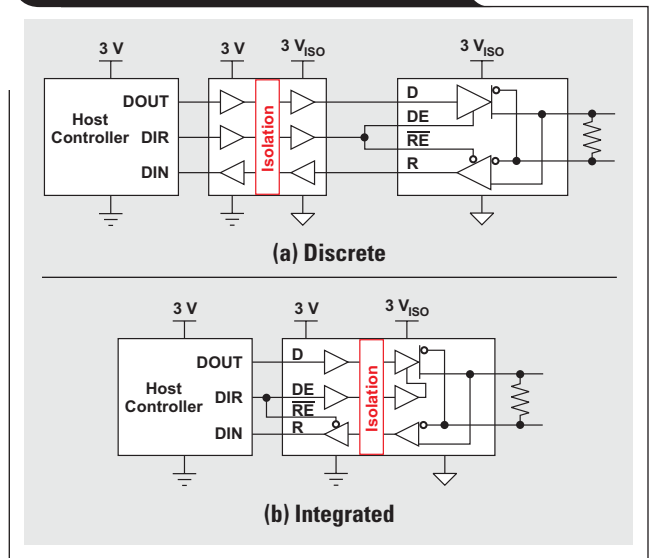 3 V 3 V 3 VISO 3 VISO
Host Controller
DOUT
DIR
DIN
Isolation
D
DE
RE
R
(a) Discrete
3 V 3 V 3 VISO
Host Controller
DOUT
DIR
DIN
D
DE
RE
R
Isolation
(b) Integrated